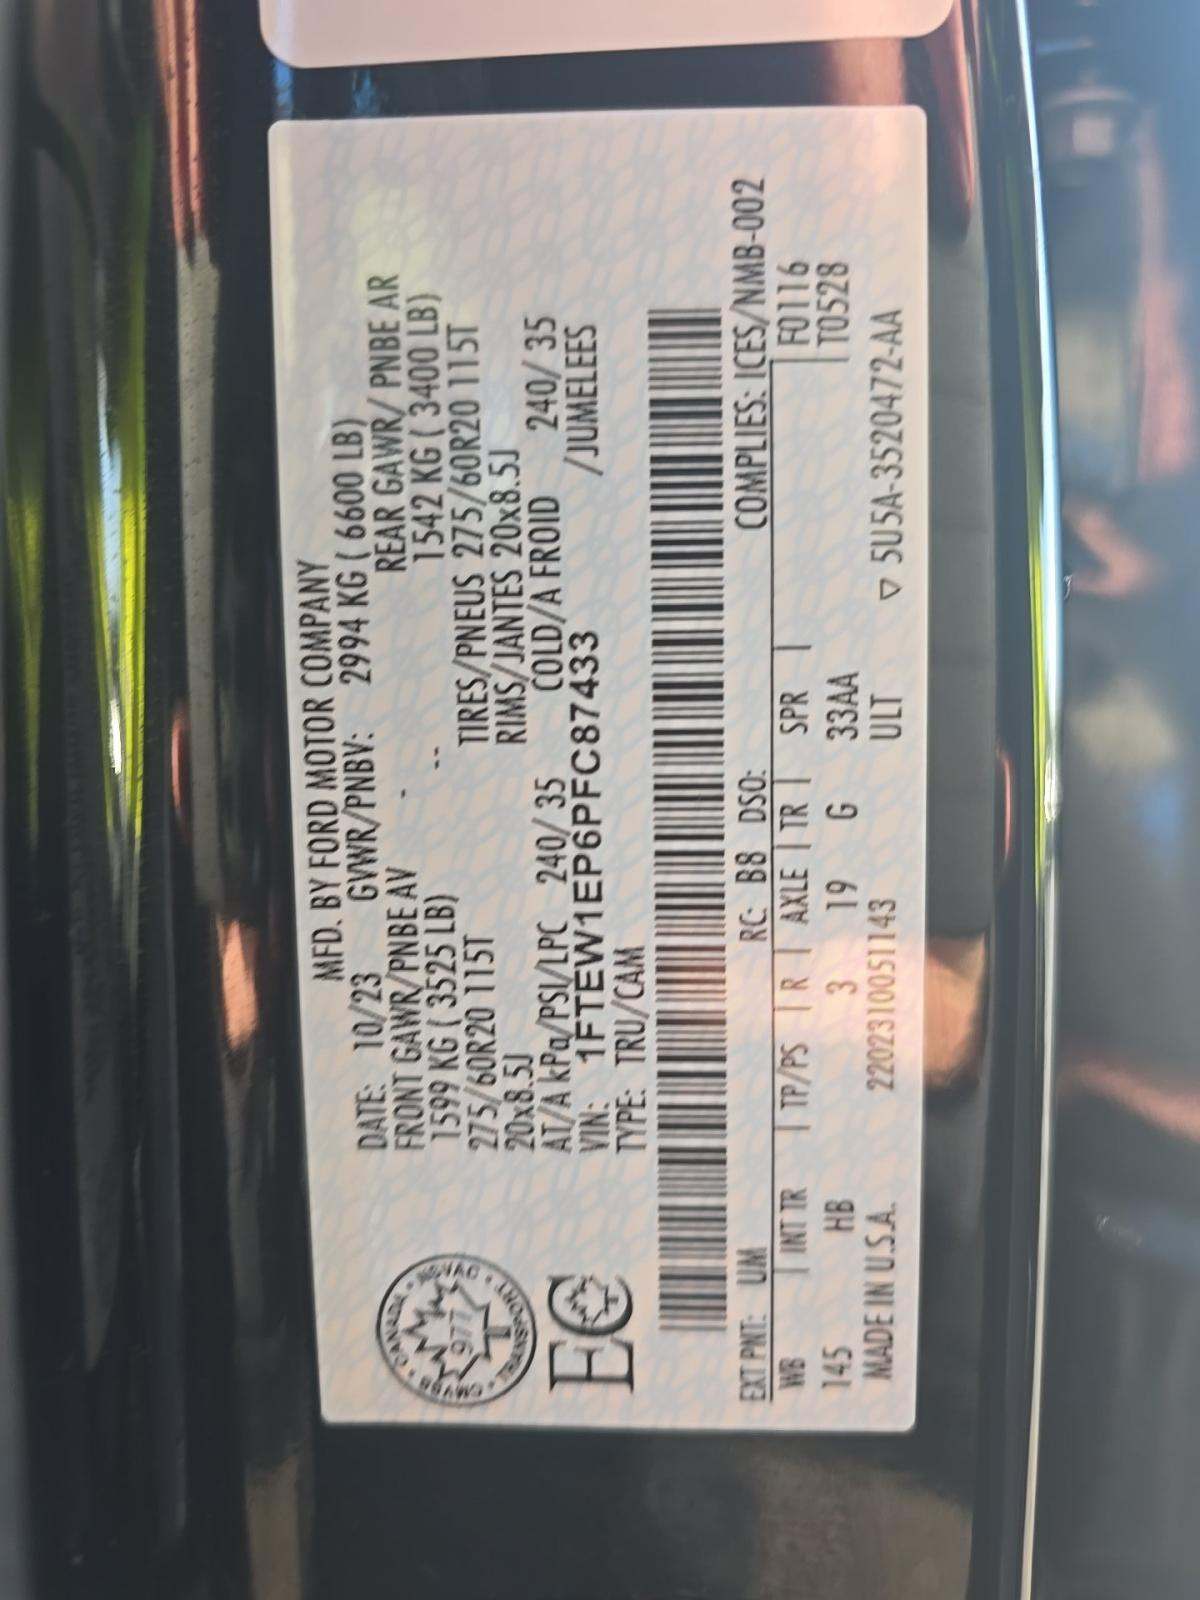 MFD. BY FORD MOTOR COMPANY
DATE: 10/23 GVWR/PNBV: 2994 KG ( 6600 LB)
FRONT GAWR/PNBE AV - REAR GAWR/ PNBE AR
1599 KG ( 3525 LB) -- 1542 KG ( 3400 LB)
275/60R20 115T TIRES/PNEUS 275/60R20 115T
20x8.5J RIMS/JANTES 20x8.5J
AT/A kPa/PSI/LPC 240/ 35 COLD/A FROID 240/ 35
VIN: 1FTEW1EP6PFC87433 /JUMELEES
TYPE: TRU/CAM
CANADA
TRANSPORT
977
EC
COMPLIES: ICES/NMB-002
EXT PNT: UM RC: B8 DSO:
WB | INT TR | TP/PS | R | AXLE | TR | SPR | F0116
145 HB 3 19 G 33AA | T0528
MADE IN U.S.A. 2202310051143 ULT ▽ 5U5A-3520472-AA